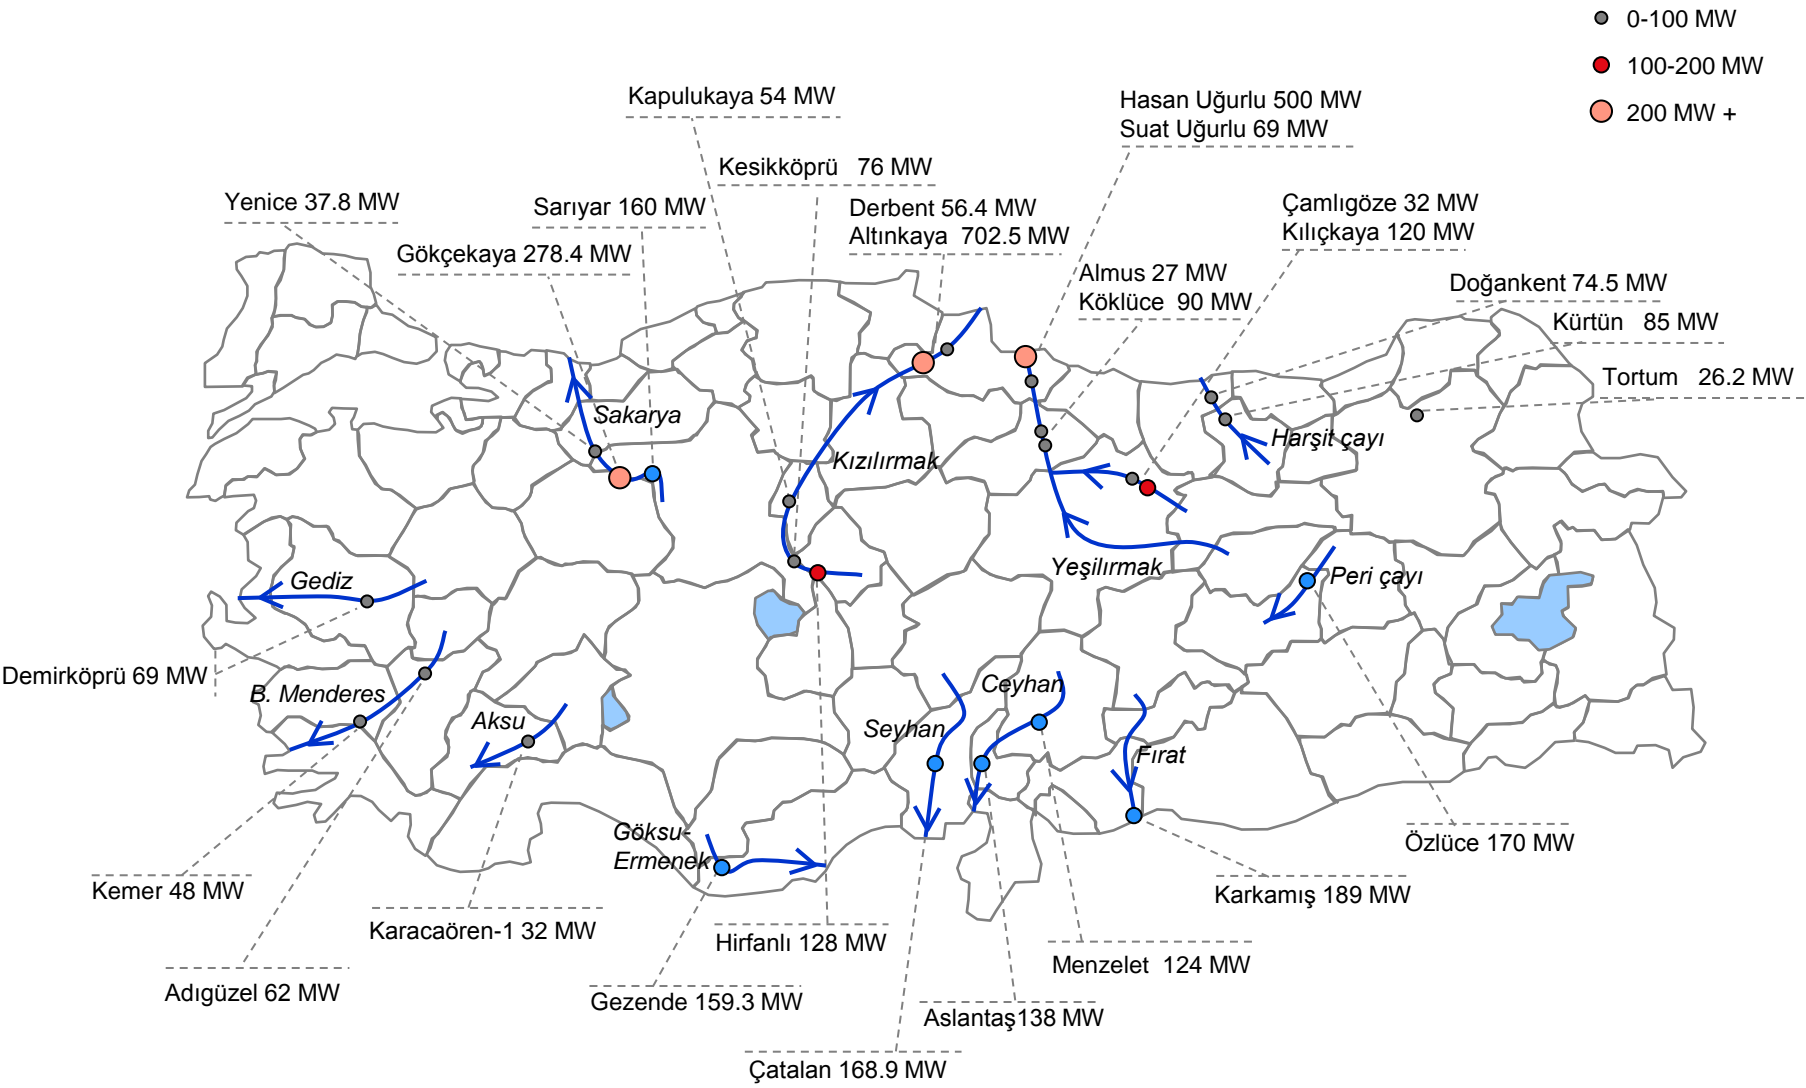 0-100 MW
100-200 MW
200 MW +
Kapulukaya 54 MW
Hasan Uğurlu 500 MW
Suat Uğurlu 69 MW
Kesikköprü 76 MW
Yenice 37.8 MW
Sarıyar 160 MW
Derbent 56.4 MW
Altınkaya 702.5 MW
Çamlıgöze 32 MW
Kılıçkaya 120 MW
Gökçekaya 278.4 MW
Almus 27 MW
Köklüce 90 MW
Doğankent 74.5 MW
Kürtün 85 MW
Tortum 26.2 MW
Sakarya
Kızılırmak
Harşit çayı
Gediz
Yeşilırmak
Peri çayı
Demirköprü 69 MW
B. Menderes
Aksu
Ceyhan
Seyhan
Fırat
Göksu-
Ermenek
Özlüce 170 MW
Kemer 48 MW
Karkamış 189 MW
Karacaören-1 32 MW
Hirfanlı 128 MW
Menzelet 124 MW
Adıgüzel 62 MW
Gezende 159.3 MW
Aslantaş138 MW
Çatalan 168.9 MW